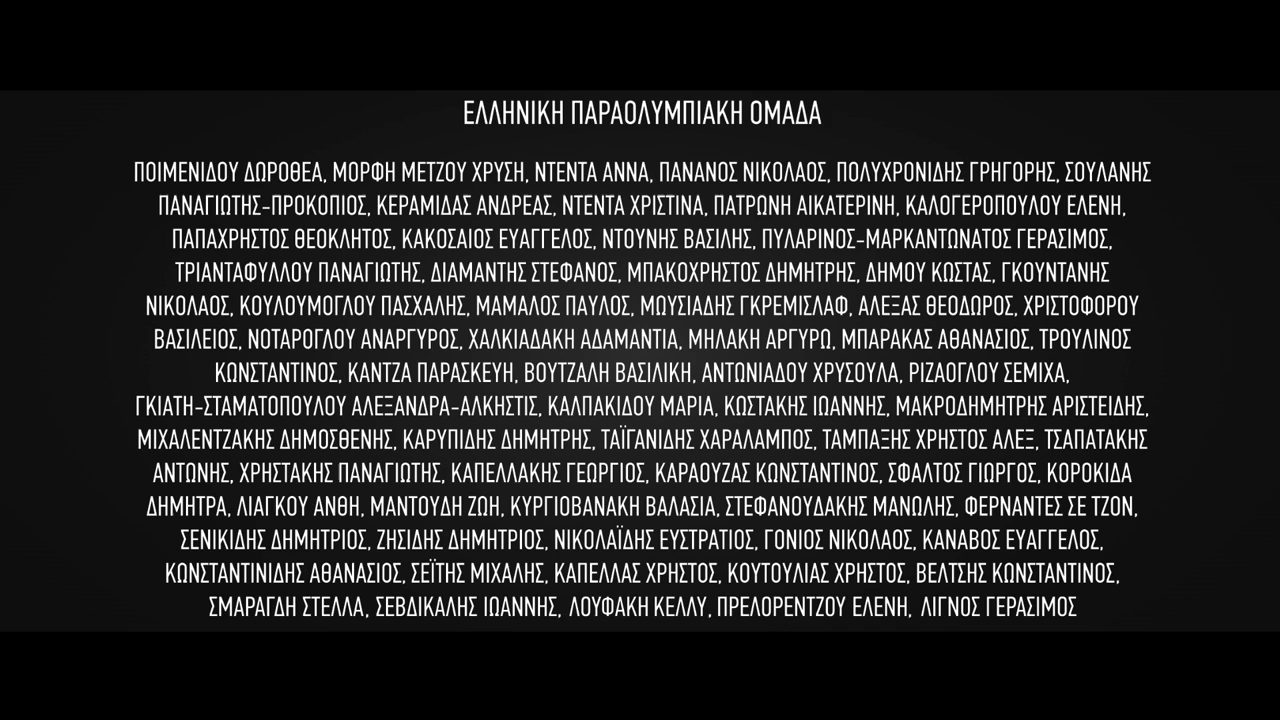 ΕΛΛΗΝΙΚΗ ΠΑΡΑΟΛΥΜΠΙΑΚΗ ΟΜΑΔΑ
ΠΟΙΜΕΝΙΔΟΥ ΔΩΡΟΘΕΑ, ΜΟΡΦΗ ΜΕΤΖΟΥ ΧΡΥΣΗ, ΝΤΕΝΤΑ ΑΝΝΑ, ΠΑΝΑΝΟΣ ΝΙΚΟΛΑΟΣ, ΠΟΛΥΧΡΟΝΙΔΗΣ ΓΡΗΓΟΡΗΣ, ΣΟΥΛΑΝΗΣ
ΠΑΝΑΓΙΩΤΗΣ-ΠΡΟΚΟΠΙΟΣ, ΚΕΡΑΜΙΔΑΣ ΑΝΔΡΕΑΣ, ΝΤΕΝΤΑ ΧΡΙΣΤΙΝΑ, ΠΑΤΡΩΝΗ ΑΙΚΑΤΕΡΙΝΗ, ΚΑΛΟΓΕΡΟΠΟΥΛΟΥ ΕΛΕΝΗ,
ΠΑΠΑΧΡΗΣΤΟΣ ΘΕΟΚΛΗΤΟΣ, ΚΑΚΟΣΑΙΟΣ ΕΥΑΓΓΕΛΟΣ, ΝΤΟΥΝΗΣ ΒΑΣΙΛΗΣ, ΠΥΛΑΡΙΝΟΣ-ΜΑΡΚΑΝΤΩΝΑΤΟΣ ΓΕΡΑΣΙΜΟΣ,
ΤΡΙΑΝΤΑΦΥΛΛΟΥ ΠΑΝΑΓΙΩΤΗΣ, ΔΙΑΜΑΝΤΗΣ ΣΤΕΦΑΝΟΣ, ΜΠΑΚΟΧΡΗΣΤΟΣ ΔΗΜΗΤΡΗΣ, ΔΗΜΟΥ ΚΩΣΤΑΣ, ΓΚΟΥΝΤΑΝΗΣ
ΝΙΚΟΛΑΟΣ, ΚΟΥΛΟΥΜΟΓΛΟΥ ΠΑΣΧΑΛΗΣ, ΜΑΜΑΛΟΣ ΠΑΥΛΟΣ, ΜΩΥΣΙΑΔΗΣ ΓΚΡΕΜΙΣΛΑΦ, ΑΛΕΞΑΣ ΘΕΟΔΩΡΟΣ, ΧΡΙΣΤΟΦΟΡΟΥ
ΒΑΣΙΛΕΙΟΣ, ΝΟΤΑΡΟΓΛΟΥ ΑΝΑΡΓΥΡΟΣ, ΧΑΛΚΙΑΔΑΚΗ ΑΔΑΜΑΝΤΙΑ, ΜΗΛΑΚΗ ΑΡΓΥΡΩ, ΜΠΑΡΑΚΑΣ ΑΘΑΝΑΣΙΟΣ, ΤΡΟΥΛΙΝΟΣ
ΚΩΝΣΤΑΝΤΙΝΟΣ, ΚΑΝΤΖΑ ΠΑΡΑΣΚΕΥΗ, ΒΟΥΤΖΑΛΗ ΒΑΣΙΛΙΚΗ, ΑΝΤΩΝΙΑΔΟΥ ΧΡΥΣΟΥΛΑ, ΡΙΖΑΟΓΛΟΥ ΣΕΜΙΧΑ,
ΓΚΙΑΤΗ-ΣΤΑΜΑΤΟΠΟΥΛΟΥ ΑΛΕΞΑΝΔΡΑ-ΑΛΚΗΣΤΙΣ, ΚΑΛΠΑΚΙΔΟΥ ΜΑΡΙΑ, ΚΩΣΤΑΚΗΣ ΙΩΑΝΝΗΣ, ΜΑΚΡΟΔΗΜΗΤΡΗΣ ΑΡΙΣΤΕΙΔΗΣ,
ΜΙΧΑΛΕΝΤΖΑΚΗΣ ΔΗΜΟΣΘΕΝΗΣ, ΚΑΡΥΠΙΔΗΣ ΔΗΜΗΤΡΗΣ, ΤΑΪΓΑΝΙΔΗΣ ΧΑΡΑΛΑΜΠΟΣ, ΤΑΜΠΑΞΗΣ ΧΡΗΣΤΟΣ ΑΛΕΞ, ΤΣΑΠΑΤΑΚΗΣ
ΑΝΤΩΝΗΣ, ΧΡΗΣΤΑΚΗΣ ΠΑΝΑΓΙΩΤΗΣ, ΚΑΠΕΛΛΑΚΗΣ ΓΕΩΡΓΙΟΣ, ΚΑΡΑΟΥΖΑΣ ΚΩΝΣΤΑΝΤΙΝΟΣ, ΣΦΑΛΤΟΣ ΓΙΩΡΓΟΣ, ΚΟΡΟΚΙΔΑ
ΔΗΜΗΤΡΑ, ΛΙΑΓΚΟΥ ΑΝΘΗ, ΜΑΝΤΟΥΔΗ ΖΩΗ, ΚΥΡΓΙΟΒΑΝΑΚΗ ΒΑΛΑΣΙΑ, ΣΤΕΦΑΝΟΥΔΑΚΗΣ ΜΑΝΩΛΗΣ, ΦΕΡΝΑΝΤΕΣ ΣΕ ΤΖΟΝ,
ΣΕΝΙΚΙΔΗΣ ΔΗΜΗΤΡΙΟΣ, ΖΗΣΙΔΗΣ ΔΗΜΗΤΡΙΟΣ, ΝΙΚΟΛΑΪΔΗΣ ΕΥΣΤΡΑΤΙΟΣ, ΓΟΝΙΟΣ ΝΙΚΟΛΑΟΣ, ΚΑΝΑΒΟΣ ΕΥΑΓΓΕΛΟΣ,
ΚΩΝΣΤΑΝΤΙΝΙΔΗΣ ΑΘΑΝΑΣΙΟΣ, ΣΕΪΤΗΣ ΜΙΧΑΛΗΣ, ΚΑΠΕΛΛΑΣ ΧΡΗΣΤΟΣ, ΚΟΥΤΟΥΛΙΑΣ ΧΡΗΣΤΟΣ, ΒΕΛΤΣΗΣ ΚΩΝΣΤΑΝΤΙΝΟΣ,
ΣΜΑΡΑΓΔΗ ΣΤΕΛΛΑ, ΣΕΒΔΙΚΑΛΗΣ ΙΩΑΝΝΗΣ, ΛΟΥΦΑΚΗ ΚΕΛΛΥ, ΠΡΕΛΟΡΕΝΤΖΟΥ ΕΛΕΝΗ, ΛΙΓΝΟΣ ΓΕΡΑΣΙΜΟΣ